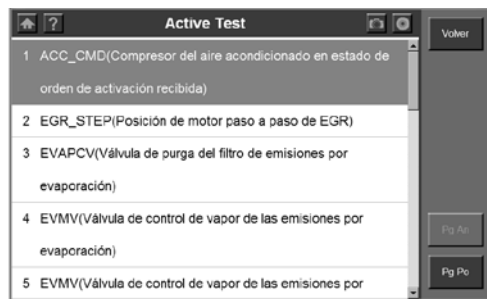 ?
Active Test
Volver
1 ACC_CMD(Compresor del aire acondicionado en estado de
orden de activación recibida)
2 EGR_STEP(Posición de motor paso a paso de EGR)
3 EVAPCV(Válvula de purga del filtro de emisiones por
evaporación)
4 EVMV(Válvula de control de vapor de las emisiones por
evaporación)
5 EVMV(Válvula de control de vapor de las emisiones por
Pg An
Pg Po